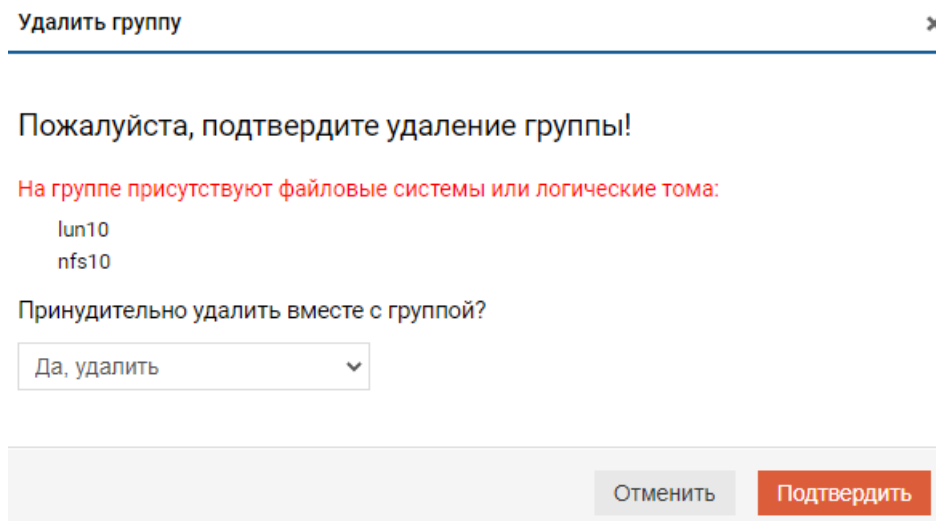 Удалить группу
Пожалуйста, подтвердите удаление группы!
На группе присутствуют файловые системы или логические тома:
lun10
nfs10
Принудительно удалить вместе с группой?
Да, удалить
Отменить
Подтвердить